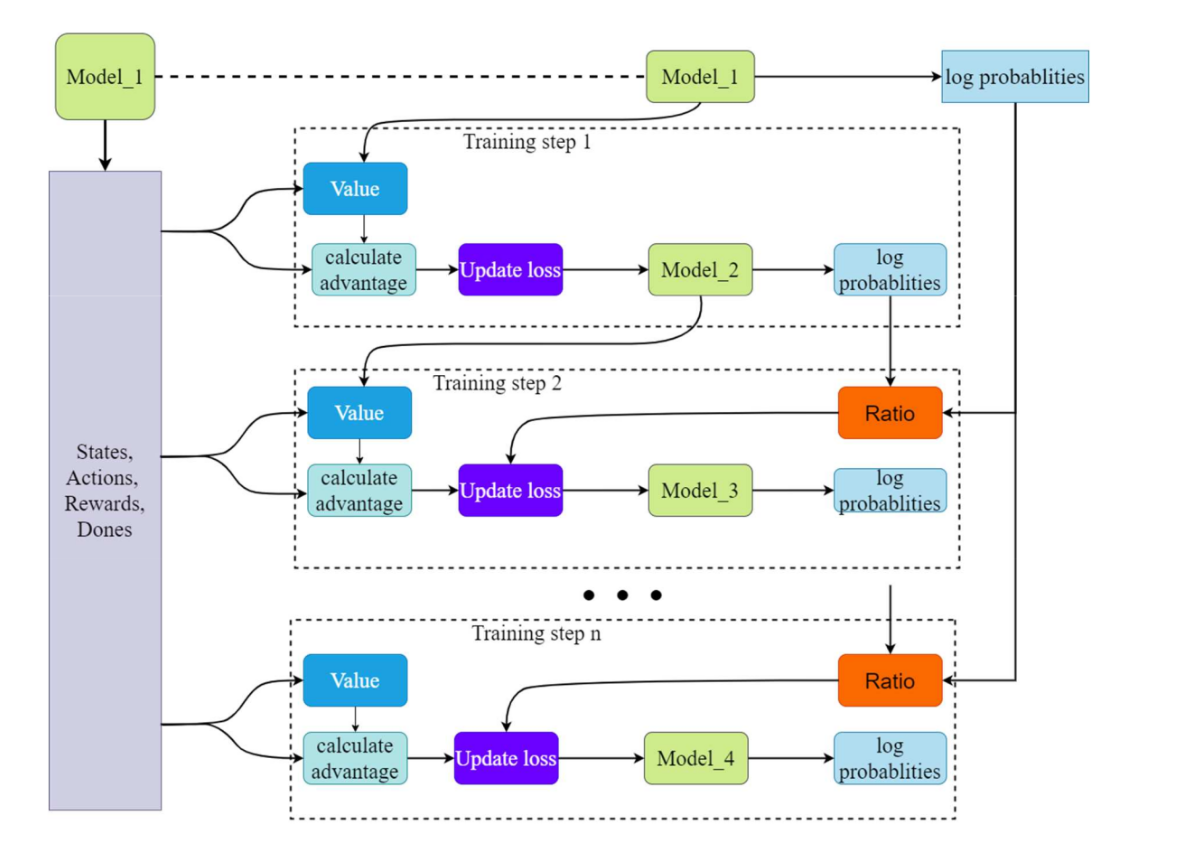 Model_1
Model_1
log probablities
Training step 1
Value
calculate
advantage
Update loss
Model_2
log
probablities
Training step 2
Value
Ratio
States,
Actions,
Rewards,
Dones
calculate
advantage
Update loss
Model_3
log
probablities
Training step n
Value
Ratio
calculate
advantage
Update loss
Model_4
log
probablities